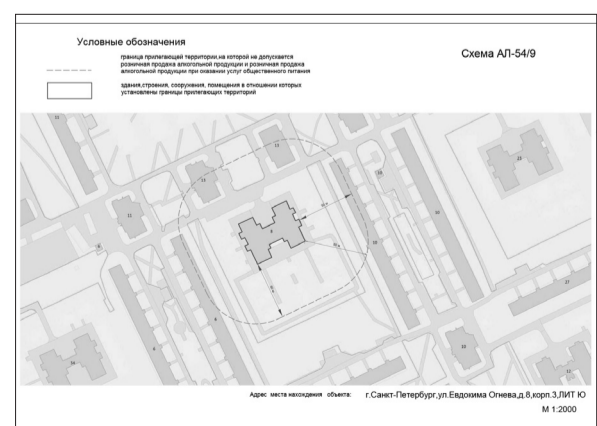 Условные обозначения
Схема АЛ-54/9
граница прилегающей территории,на которой не допускается
розничная продажа алкогольной продукции и розничная продажа
алкогольной продукции при оказании услуг общественного питания
здания,строения, сооружения, помещения в отношении которых
установлены границы прилегающих территорий
Адрес места нахождения объекта: г.Санкт-Петербург,ул.Евдокима Огнева,д.8,корп.3,ЛИТ Ю
М 1:2000